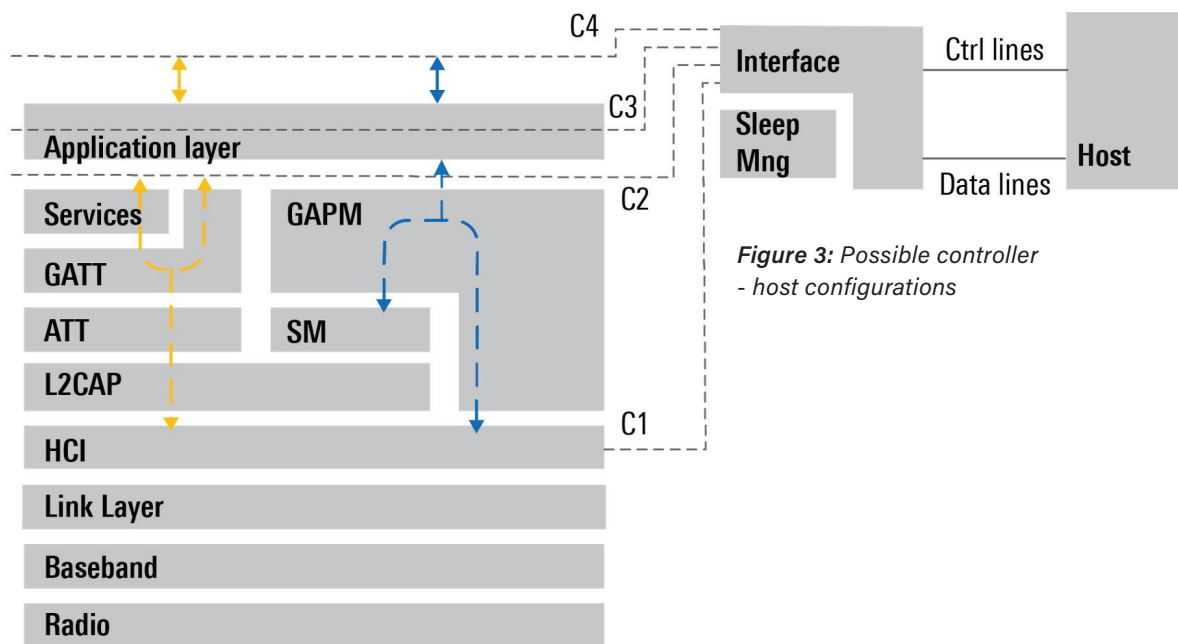 C4
Interface
Ctrl lines
C3
Sleep
Mng
Host
Application layer
Data lines
C2
Services
GAPM
GATT
Figure 3: Possible controller
- host configurations
ATT
SM
L2CAP
C1
HCI
Link Layer
Baseband
Radio